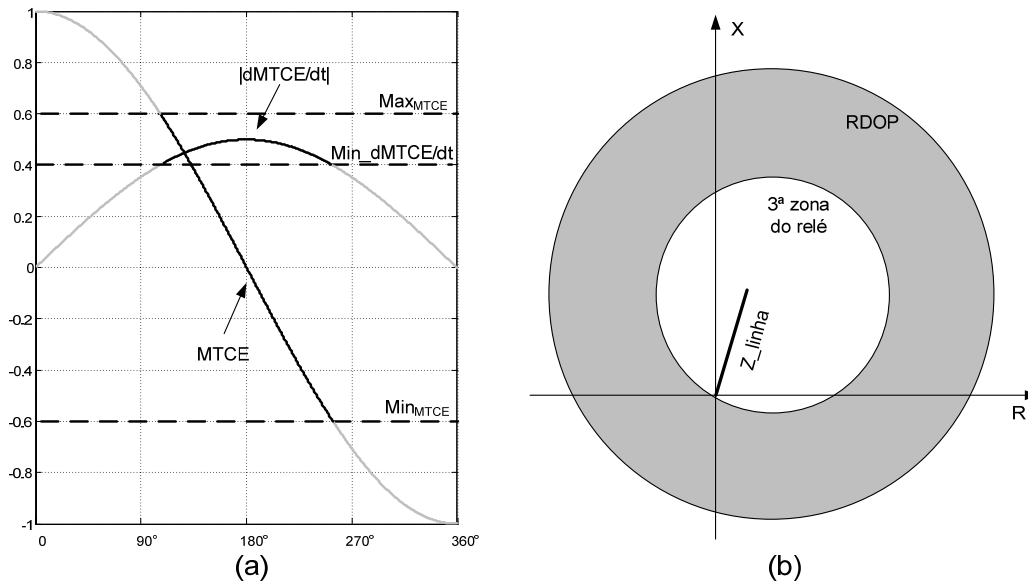 1
0.8
0.6
0.4
0.2
0
-0.2
-0.4
-0.6
-0.8
-1
0
90°
180°
270°
360°
|dMTCE/dt|
MaxMTCE
Min_dMTCE/dt
MTCE
MinMTCE
(a)
X
RDOP
3ª zona
do relé
Z_linha
R
(b)